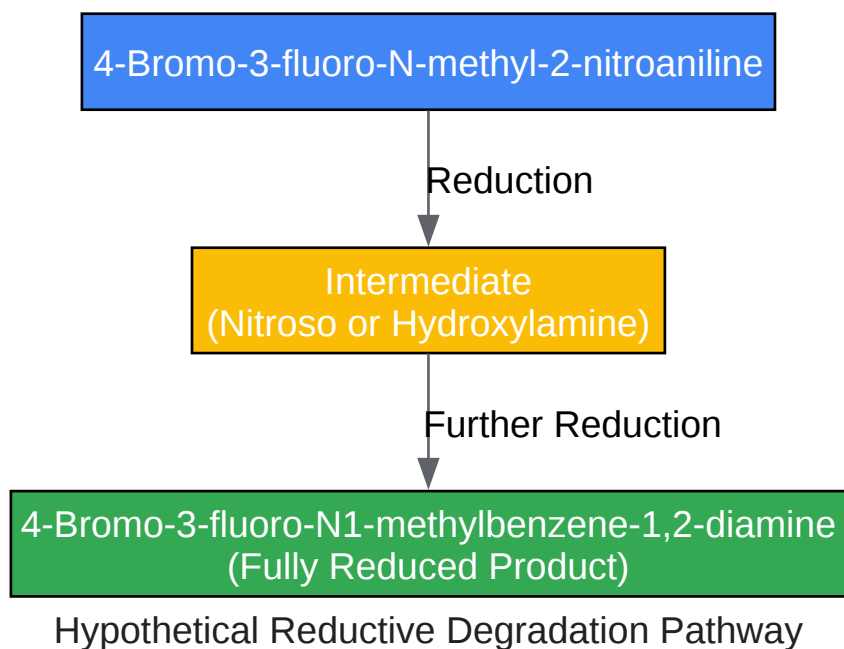 4-Bromo-3-fluoro-N-methyl-2-nitroaniline
Reduction
Intermediate
(Nitroso or Hydroxylamine)
Further Reduction
4-Bromo-3-fluoro-N1-methylbenzene-1,2-diamine
(Fully Reduced Product)
Hypothetical Reductive Degradation Pathway